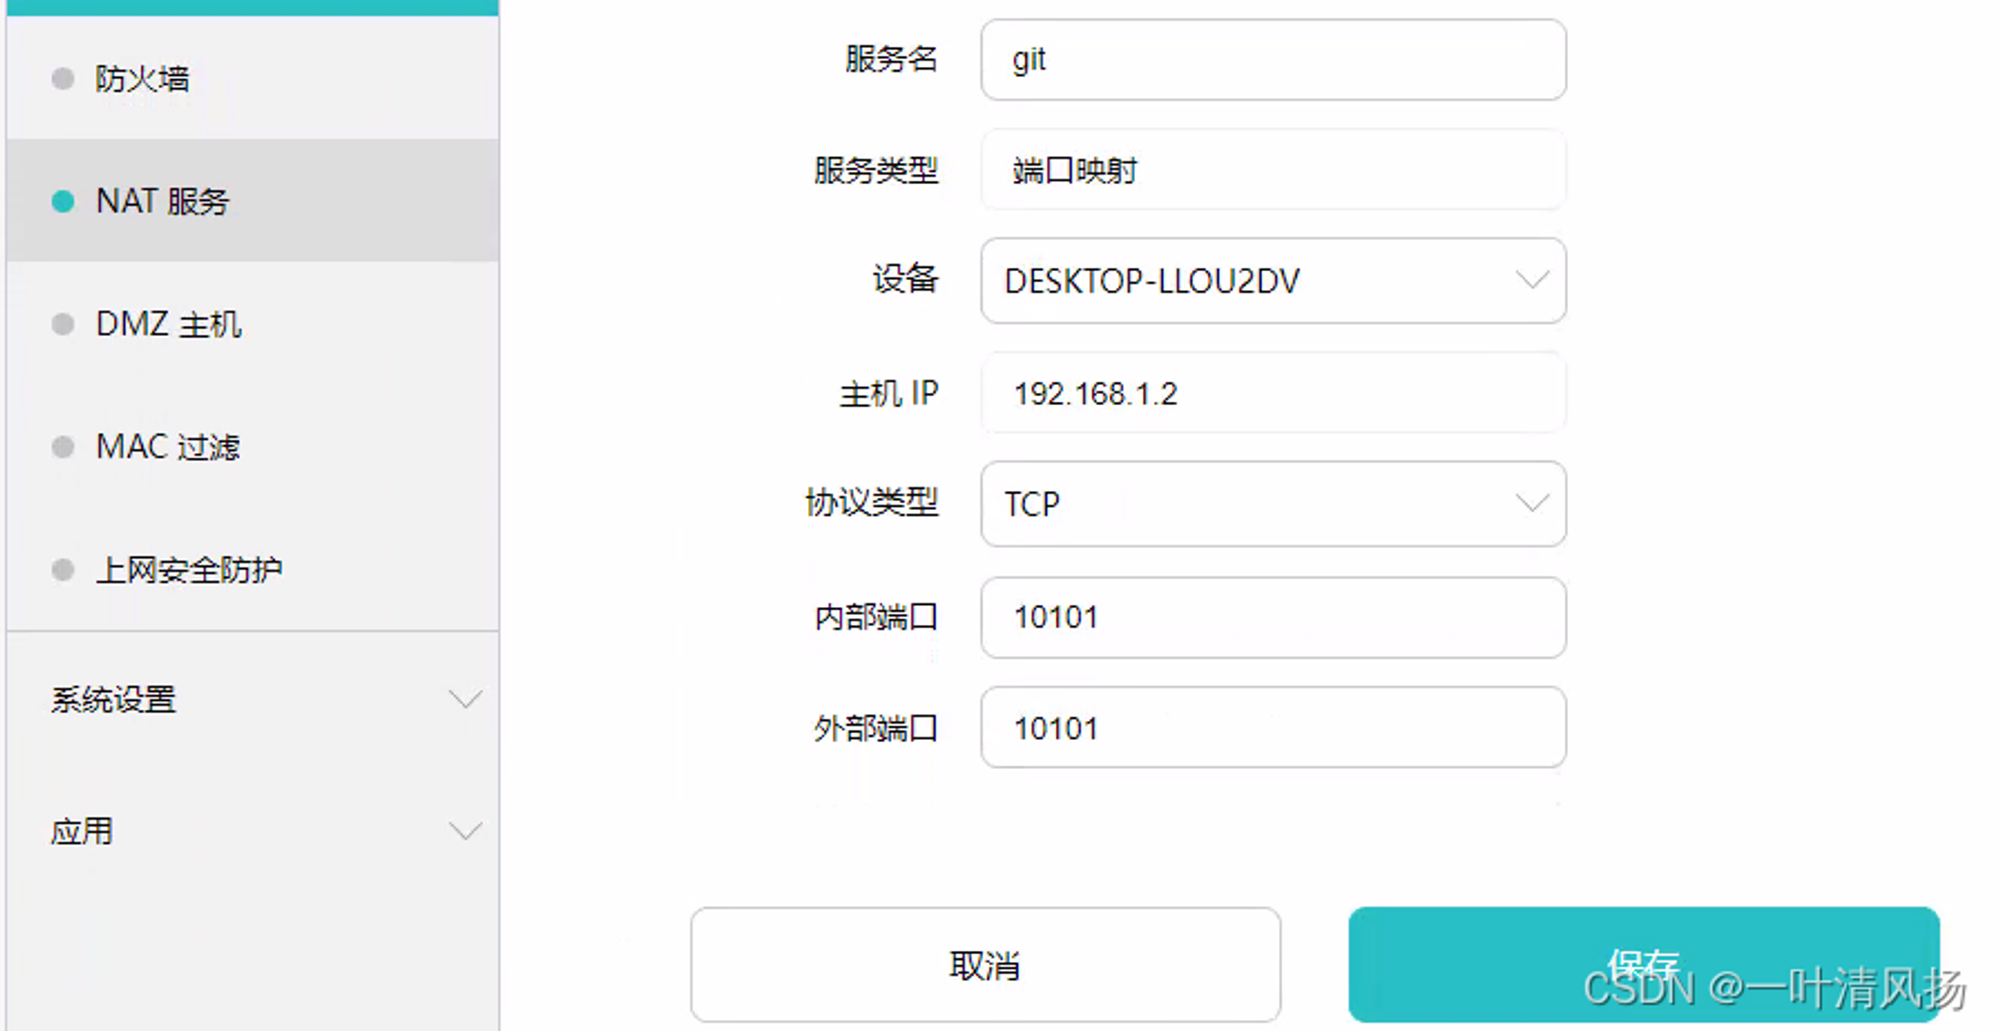 防火墙
NAT 服务
DMZ 主机
MAC 过滤
上网安全防护
系统设置
应用
服务名 git
服务类型 端口映射
设备 DESKTOP-LLOU2DV
主机 IP 192.168.1.2
协议类型 TCP
内部端口 10101
外部端口 10101
取消 保存
CSDN @一叶清风扬